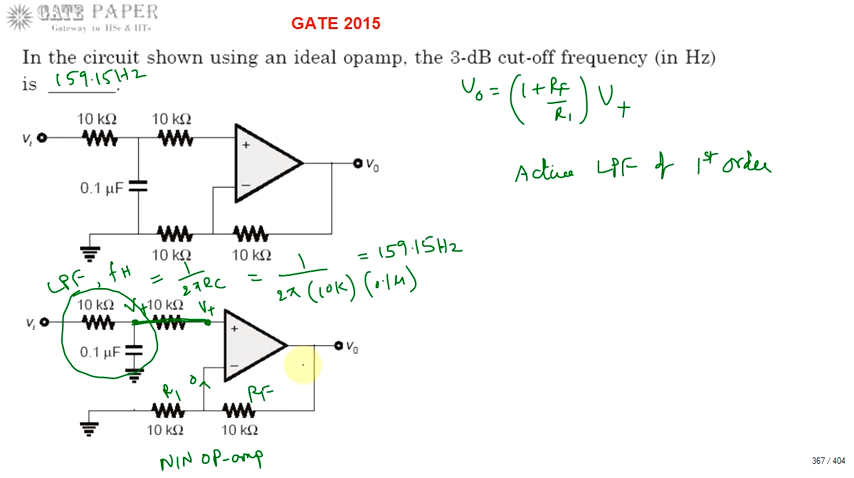 GATE PAPER
Gateway to HSc & HTs
GATE 2015
In the circuit shown using an ideal opamp, the 3-dB cut-off frequency (in Hz)
is 159.15Hz.
V₀ = (1 + RF/R₁) V₊
Active LPF of 1st order
10 kΩ 10 kΩ
Vᵢ + V₀
0.1 μF −
10 kΩ 10 kΩ
LPF, fH = 1/2πRC = 1/2π(10K)(0.1μ) = 159.15Hz
10 kΩ V₊ 10 kΩ V₊
Vᵢ + V₀
0.1 μF −
R₁ 0A RF
10 kΩ 10 kΩ
NIN OP-amp
367 / 404